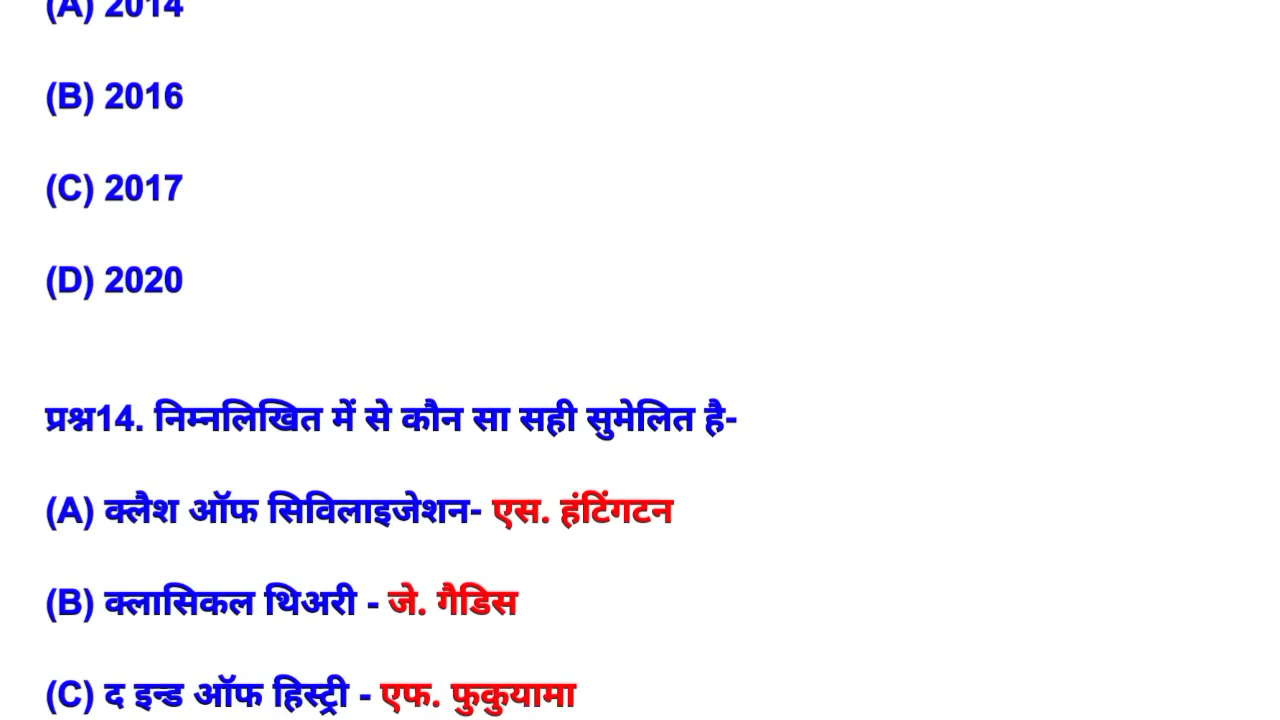 (A) 2014
(B) 2016
(C) 2017
(D) 2020
प्रश्न14. निम्नलिखित में से कौन सा सही सुमेलित है-
(A) क्लैश ऑफ सिविलाइजेशन- एस. हंटिंगटन
(B) क्लासिकल थिअरी - जे. गैडिस
(C) द इन्ड ऑफ हिस्ट्री - एफ. फुकुयामा